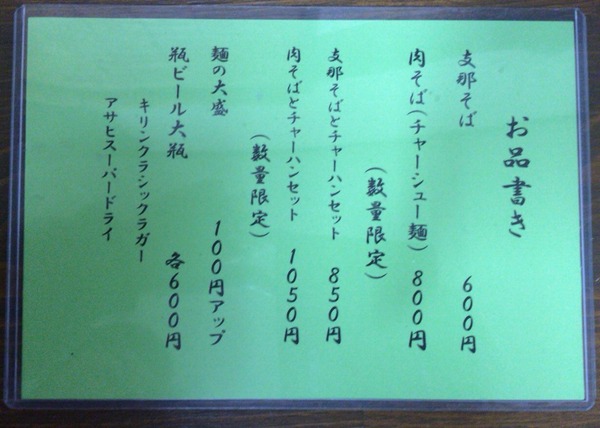 お品書き
支那そば 600円
肉そば(チャーシュー麺) 800円
(数量限定)
支那そばとチャーハンセット 850円
肉そばとチャーハンセット 1050円
(数量限定)
麺の大盛 100円アップ
瓶ビール大瓶 各600円
キリンクラシックラガー
アサヒスーパードライ